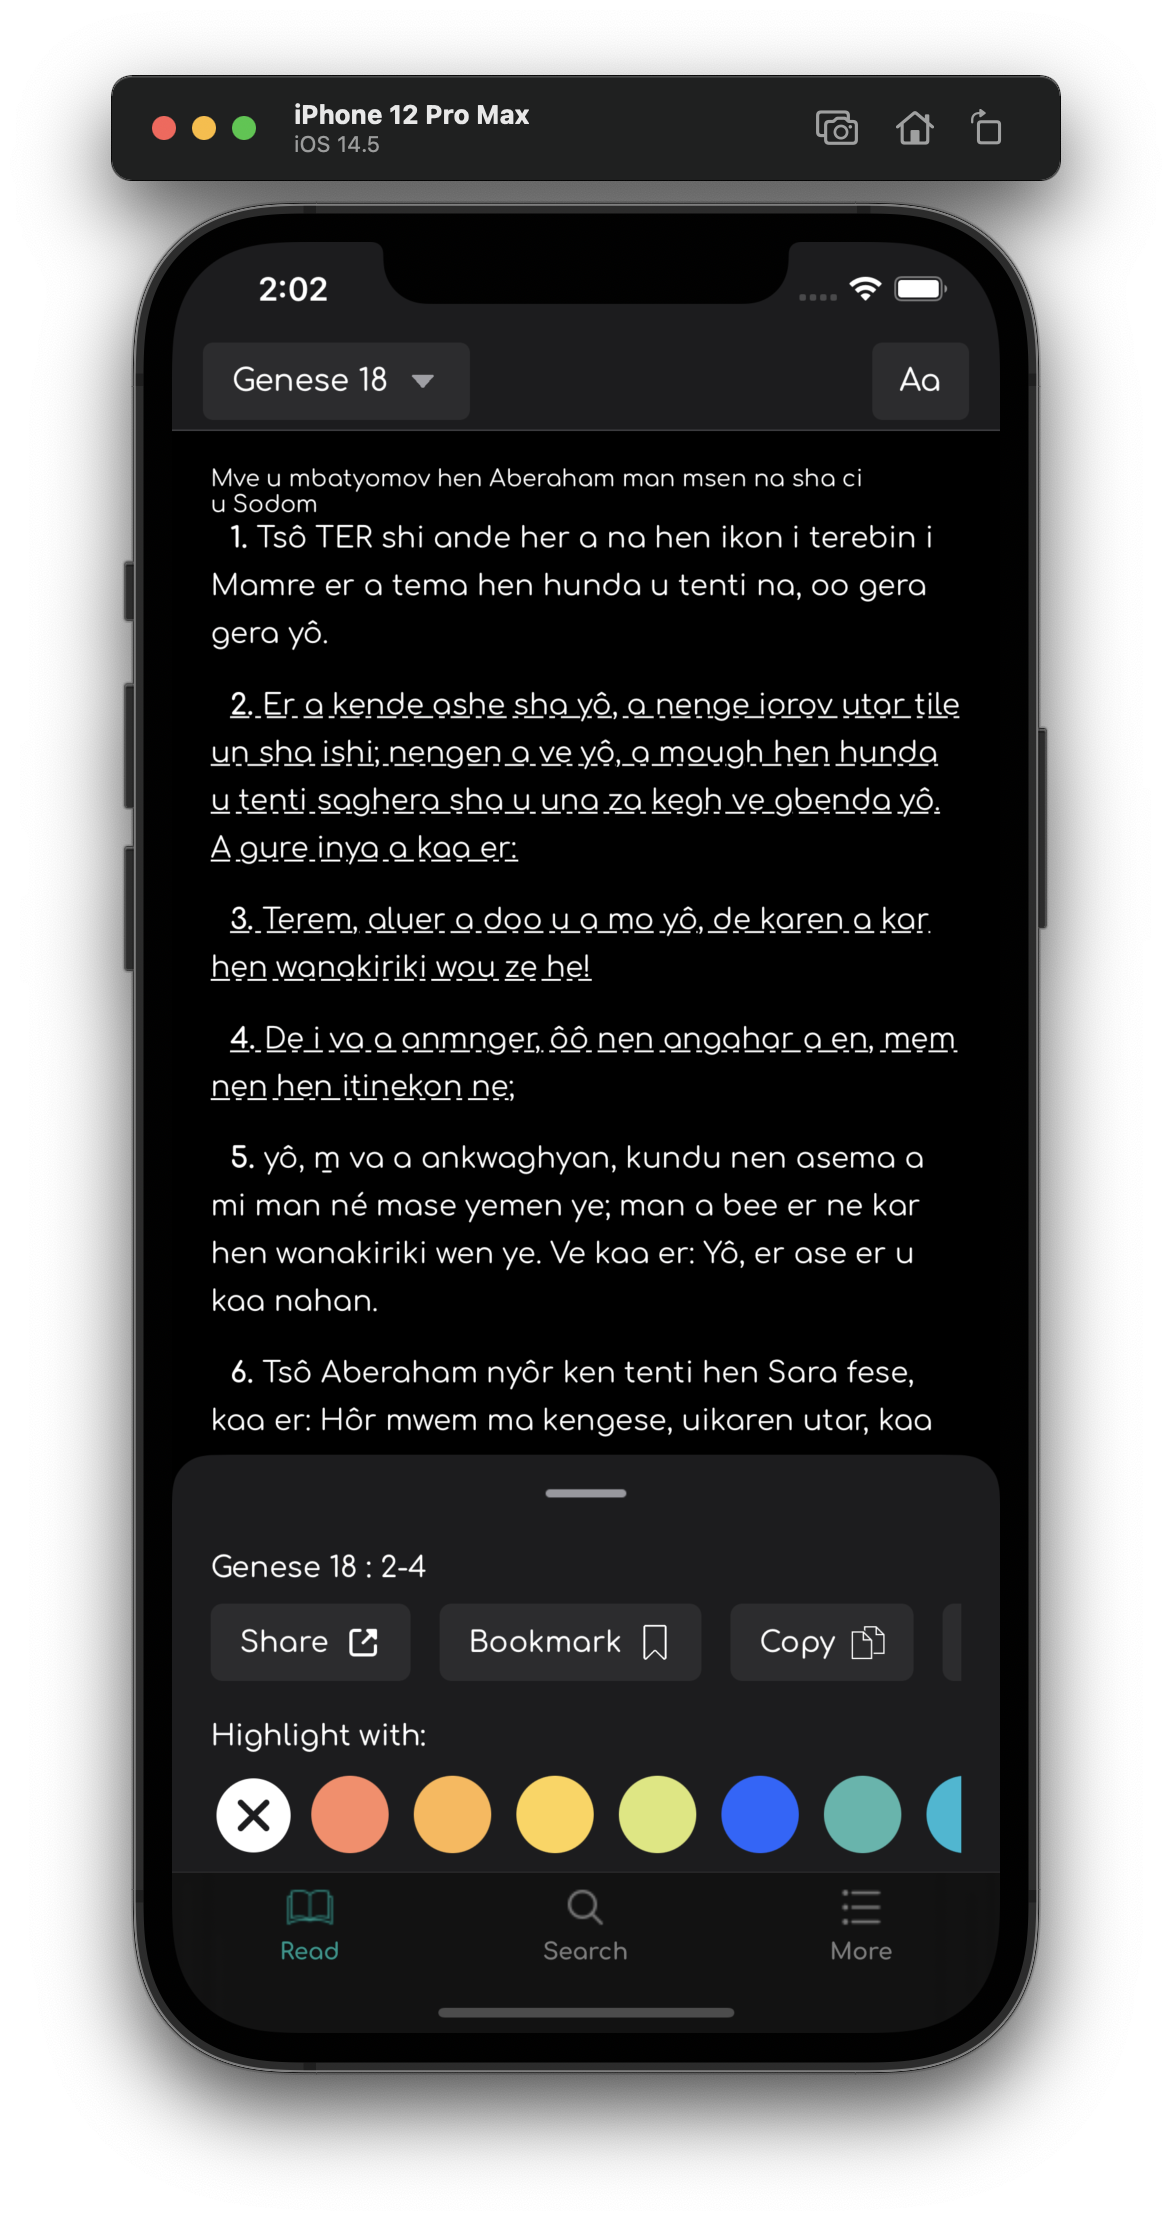 iPhone 12 Pro Max
iOS 14.5
2:02
Genese 18
Aa
Mve u mbatyomov hen Aberaham man msen na sha ci
u Sodom
1. Tsô TER shi ande her a na hen ikon i terebin i
Mamre er a tema hen hunda u tenti na, oo gera
gera yô.
2. Er a kende ashe sha yô, a nenge iorov utar tile
un sha ishi; nengen a ve yô, a mough hen hunda
u tenti saghera sha u una za kegh ve gbenda yô.
A gure inya a kaa er:
3. Terem, aluer a doo u a mo yô, de karen a kar
hen wanakiriki wou ze he!
4. De i va a anmnger, ôô nen angahar a en, mem
nen hen itinekon ne;
5. yô, m̱ va a ankwaghyan, kundu nen asema a
mi man né mase yemen ye; man a bee er ne kar
hen wanakiriki wen ye. Ve kaa er: Yô, er ase er u
kaa nahan.
6. Tsô Aberaham nyôr ken tenti hen Sara fese,
kaa er: Hôr mwem ma kengese, uikaren utar, kaa
Genese 18 : 2-4
Share
Bookmark
Copy
Highlight with:
Read
Search
More